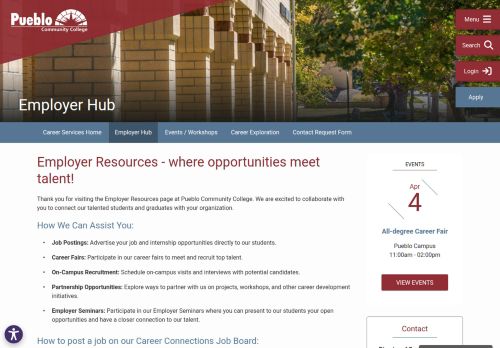 Pueblo
Community College
Menu
Search
Login
Apply
Employer Hub
Career Services Home
Employer Hub
Events / Workshops
Career Exploration
Contact Request Form
Employer Resources - where opportunities meet
talent!
Thank you for visiting the Employer Resources page at Pueblo Community College. We are excited to collaborate with
you to connect our talented students and graduates with your organization.
How We Can Assist You:
• Job Postings: Advertise your job and internship opportunities directly to our students.
• Career Fairs: Participate in our career fairs to meet and recruit top talent.
• On-Campus Recruitment: Schedule on-campus visits and interviews with potential candidates.
• Partnership Opportunities: Explore ways to partner with us on projects, workshops, and other career development
initiatives.
• Employer Seminars: Participate in our Employer Seminars where you can present to our students your open
opportunities and have a closer connection to our talent.
How to post a job on our Career Connections Job Board:
EVENTS
Apr
4
All-degree Career Fair
Pueblo Campus
11:00am - 02:00pm
VIEW EVENTS
Contact